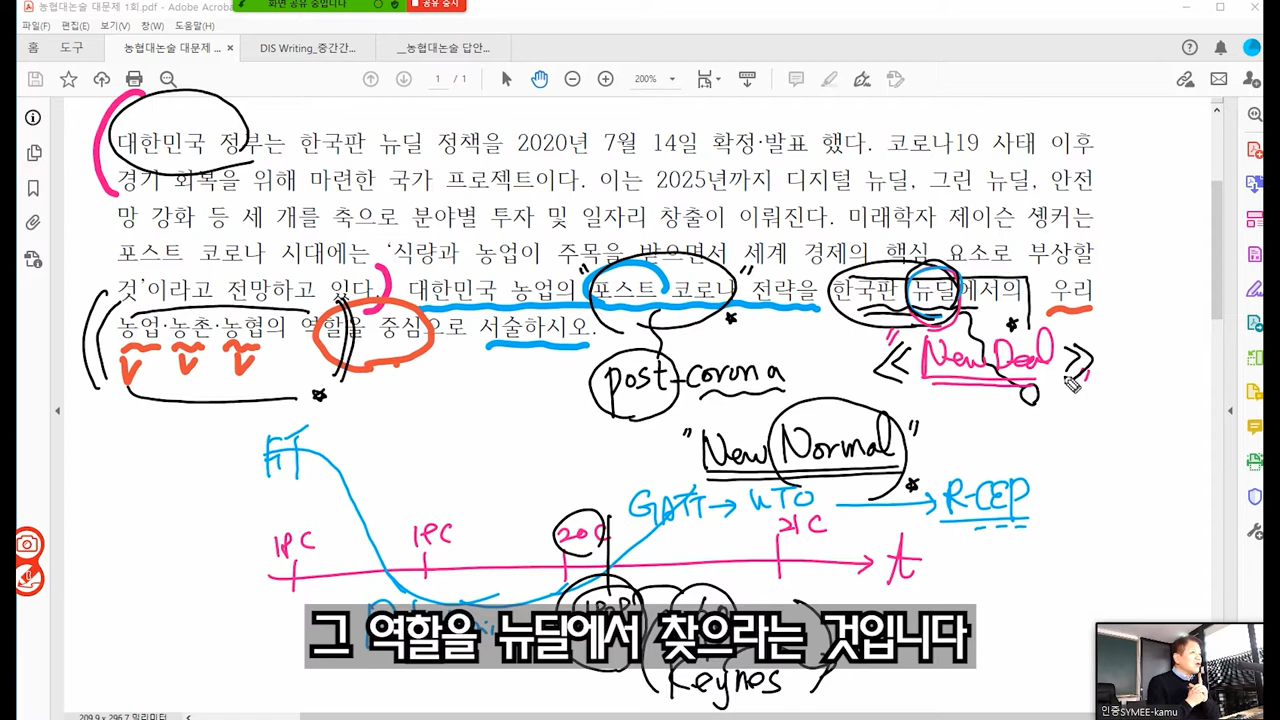 농협대논술 대문제 1회.pdf - Adobe Acrobat
화면 공유 중입니다
공유 중지
파일(F) 편집(E) 보기(V) 창(W) 도움말(H)
홈 도구 농협대논술 대문제 ... × DIS Writing_중간간... __농협대논술 답안...
1 / 1 200%
대한민국 정부는 한국판 뉴딜 정책을 2020년 7월 14일 확정·발표 했다. 코로나19 사태 이후
경기 회복을 위해 마련한 국가 프로젝트이다. 이는 2025년까지 디지털 뉴딜, 그린 뉴딜, 안전
망 강화 등 세 개를 축으로 분야별 투자 및 일자리 창출이 이뤄진다. 미래학자 제이슨 솅커는
포스트 코로나 시대에는 ‘식량과 농업이 주목을 받으면서 세계 경제의 핵심 요소로 부상할
것’이라고 전망하고 있다. 대한민국 농업의 포스트 코로나 전략을 한국판 뉴딜에서의 우리
농업·농촌·농협의 역할을 중심으로 서술하시오.
<< New Deal >>
post-corona
"New Normal"
FT
GATT → WTO → R-CEP
18C 19C 20C 21C t
Keynes
그 역할을 뉴딜에서 찾으라는 것입니다
인증SYMEE-kamu
209.9 x 296.7 밀리미터